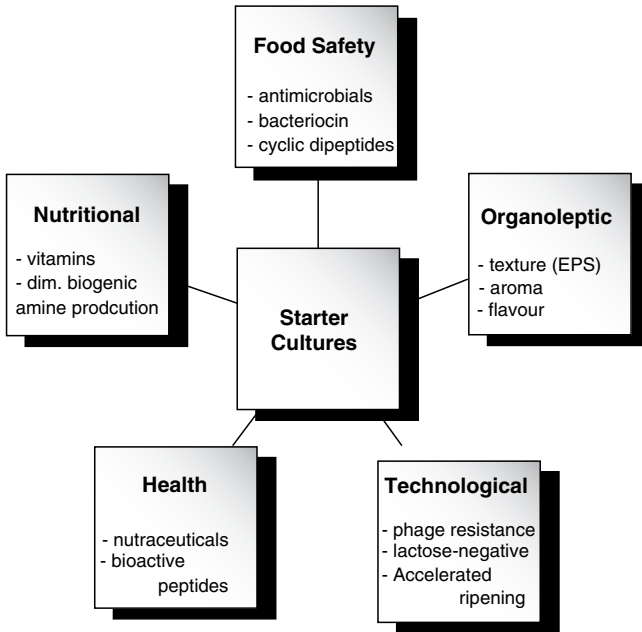 Food Safety
- antimicrobials
- bacteriocin
- cyclic dipeptides
Nutritional
- vitamins
- dim. biogenic
amine prodcution
Organoleptic
- texture (EPS)
- aroma
- flavour
Starter
Cultures
Health
- nutraceuticals
- bioactive
peptides
Technological
- phage resistance
- lactose-negative
- Accelerated
ripening